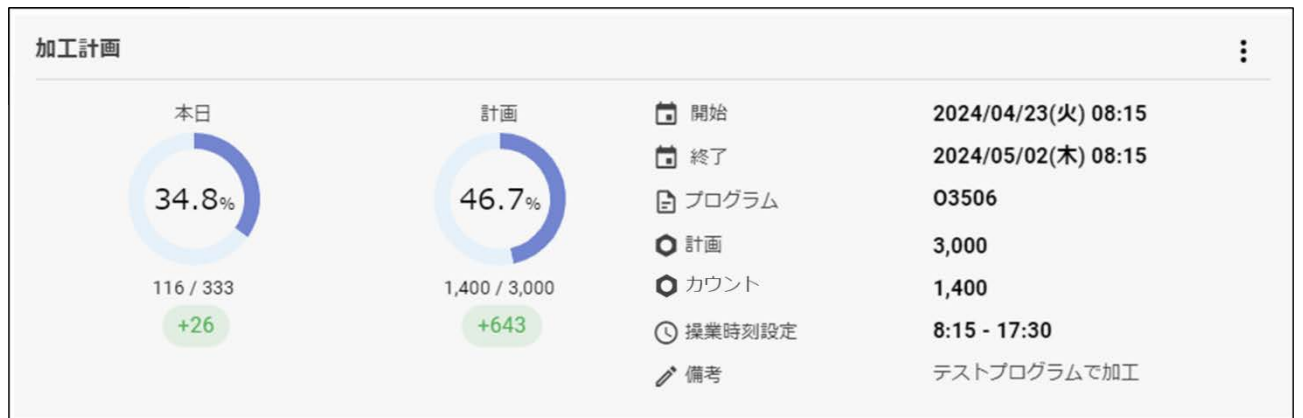 加工計画
本日
34.8%
116 / 333
+26
計画
46.7%
1,400 / 3,000
+643
開始 2024/04/23(火) 08:15
終了 2024/05/02(木) 08:15
プログラム O3506
計画 3,000
カウント 1,400
操業時刻設定 8:15 - 17:30
備考 テストプログラムで加工